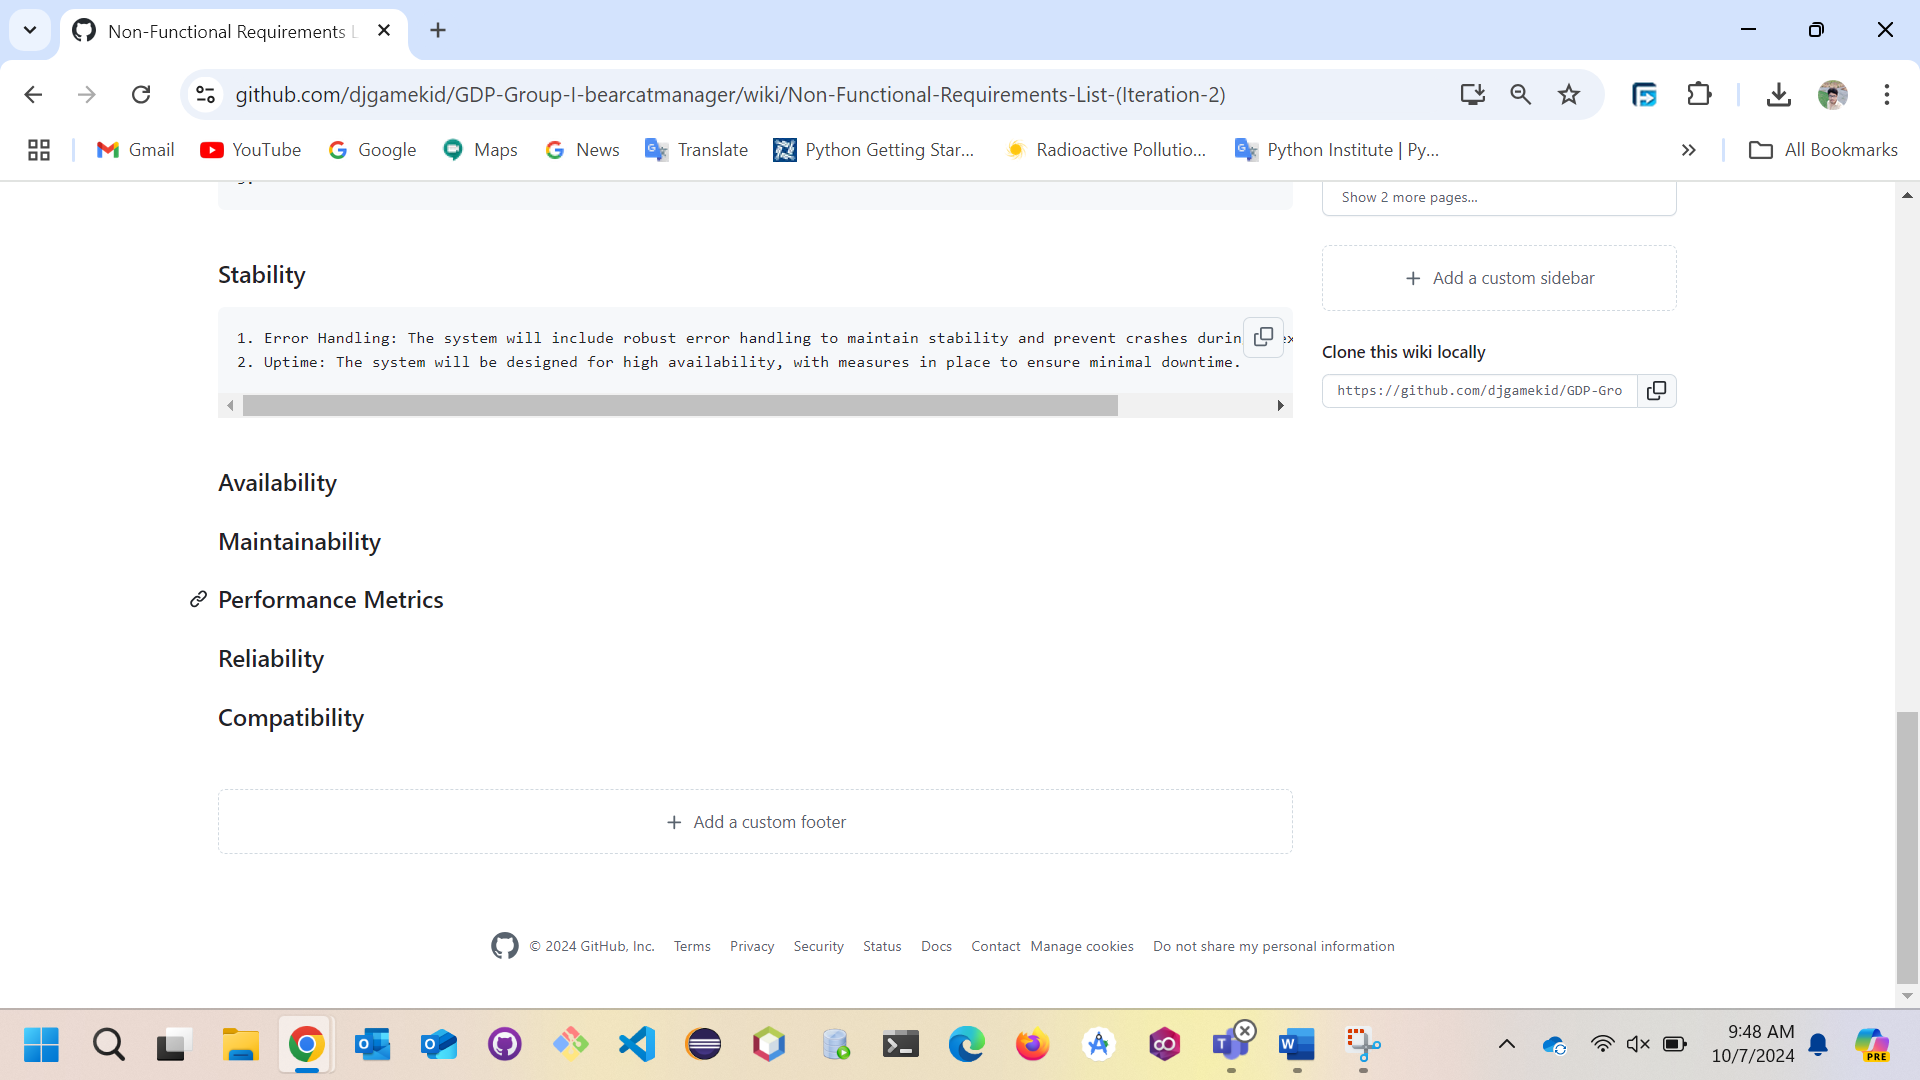 Non-Functional Requirements L
github.com/djgamekid/GDP-Group-I-bearcatmanager/wiki/Non-Functional-Requirements-List-(Iteration-2)
Gmail YouTube Google Maps News Translate Python Getting Star... Radioactive Pollutio... Python Institute | Py... » All Bookmarks
Show 2 more pages...
Stability
+ Add a custom sidebar
1. Error Handling: The system will include robust error handling to maintain stability and prevent crashes durin
2. Uptime: The system will be designed for high availability, with measures in place to ensure minimal downtime.
Clone this wiki locally
https://github.com/djgamekid/GDP-Gro
Availability
Maintainability
Performance Metrics
Reliability
Compatibility
+ Add a custom footer
© 2024 GitHub, Inc. Terms Privacy Security Status Docs Contact Manage cookies Do not share my personal information
9:48 AM
10/7/2024
PRE